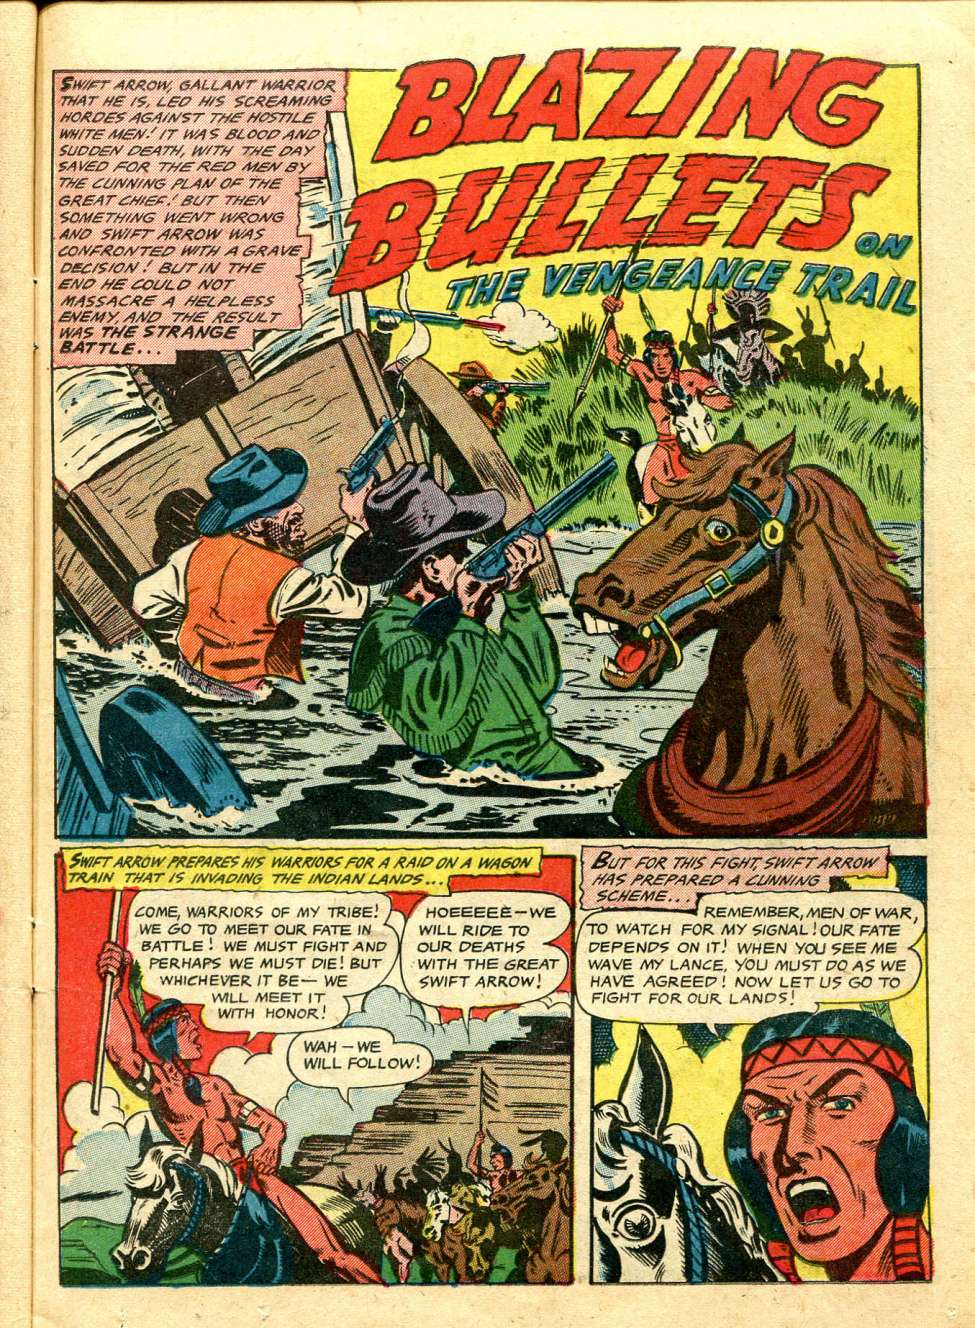 SWIFT ARROW, GALLANT WARRIOR
THAT HE IS, LED HIS SCREAMING
HORDES AGAINST THE HOSTILE
WHITE MEN! IT WAS BLOOD AND
SUDDEN DEATH, WITH THE DAY
SAVED FOR THE RED MEN BY
THE CUNNING PLAN OF THE
GREAT CHIEF! BUT THEN
SOMETHING WENT WRONG
AND SWIFT ARROW WAS
CONFRONTED WITH A GRAVE
DECISION! BUT IN THE
END HE COULD NOT
MASSACRE A HELPLESS
ENEMY, AND THE RESULT
WAS THE STRANGE
BATTLE...
BLAZING
BULLETS
ON
THE VENGEANCE TRAIL
SWIFT ARROW PREPARES HIS WARRIORS FOR A RAID ON A WAGON
TRAIN THAT IS INVADING THE INDIAN LANDS...
COME, WARRIORS OF MY TRIBE!
WE GO TO MEET OUR FATE IN
BATTLE! WE MUST FIGHT AND
PERHAPS WE MUST DIE! BUT
WHICHEVER IT BE—WE
WILL MEET IT
WITH HONOR!
HOEEEEÈ—WE
WILL RIDE TO
OUR DEATHS
WITH THE GREAT
SWIFT ARROW!
WAH—WE
WILL FOLLOW!
BUT FOR THIS FIGHT, SWIFT ARROW
HAS PREPARED A CUNNING
SCHEME...
REMEMBER, MEN OF WAR,
TO WATCH FOR MY SIGNAL! OUR FATE
DEPENDS ON IT! WHEN YOU SEE ME
WAVE MY LANCE, YOU MUST DO AS WE
HAVE AGREED! NOW LET US GO TO
FIGHT FOR OUR LANDS!